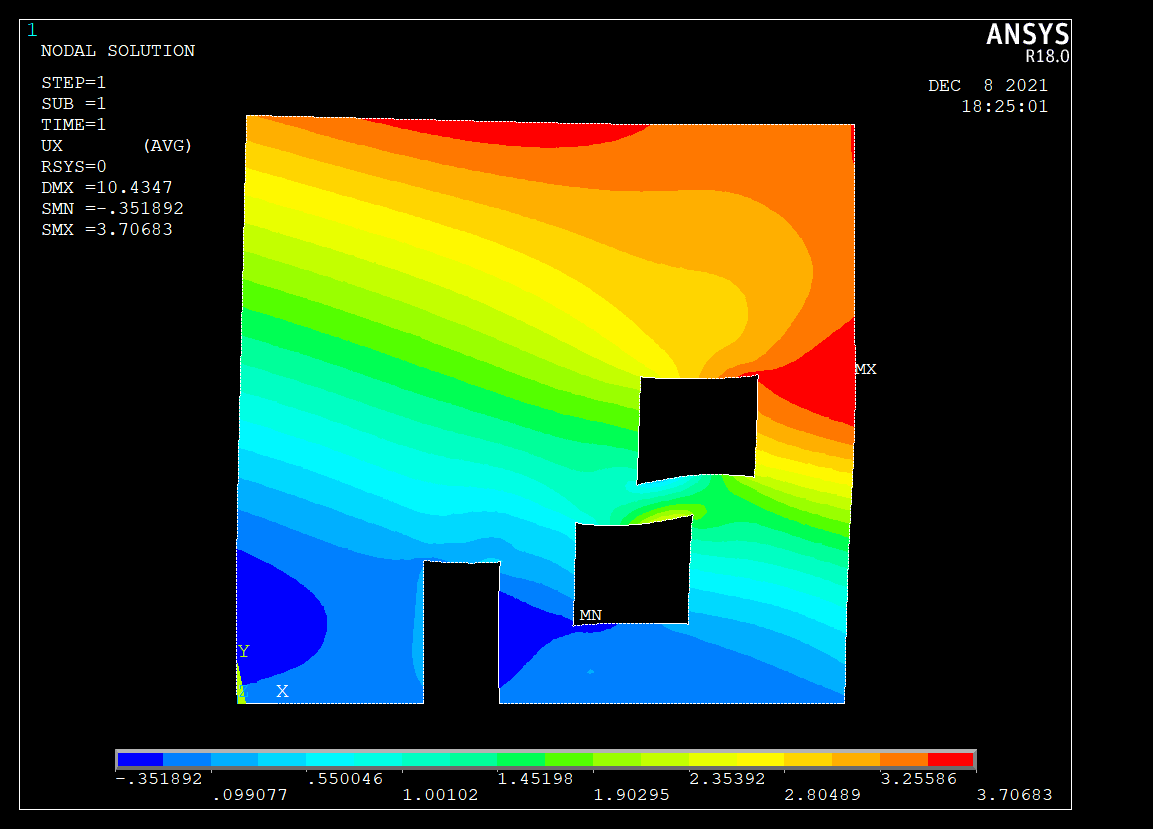 1
ANSYS
R18.0
NODAL SOLUTION
DEC 8 2021
18:25:01
STEP=1
SUB =1
TIME=1
UX (AVG)
RSYS=0
DMX =10.4347
SMN =-.351892
SMX =3.70683
MX
MN
Y
X
-.351892 .550046 1.45198 2.35392 3.25586
.099077 1.00102 1.90295 2.80489 3.70683